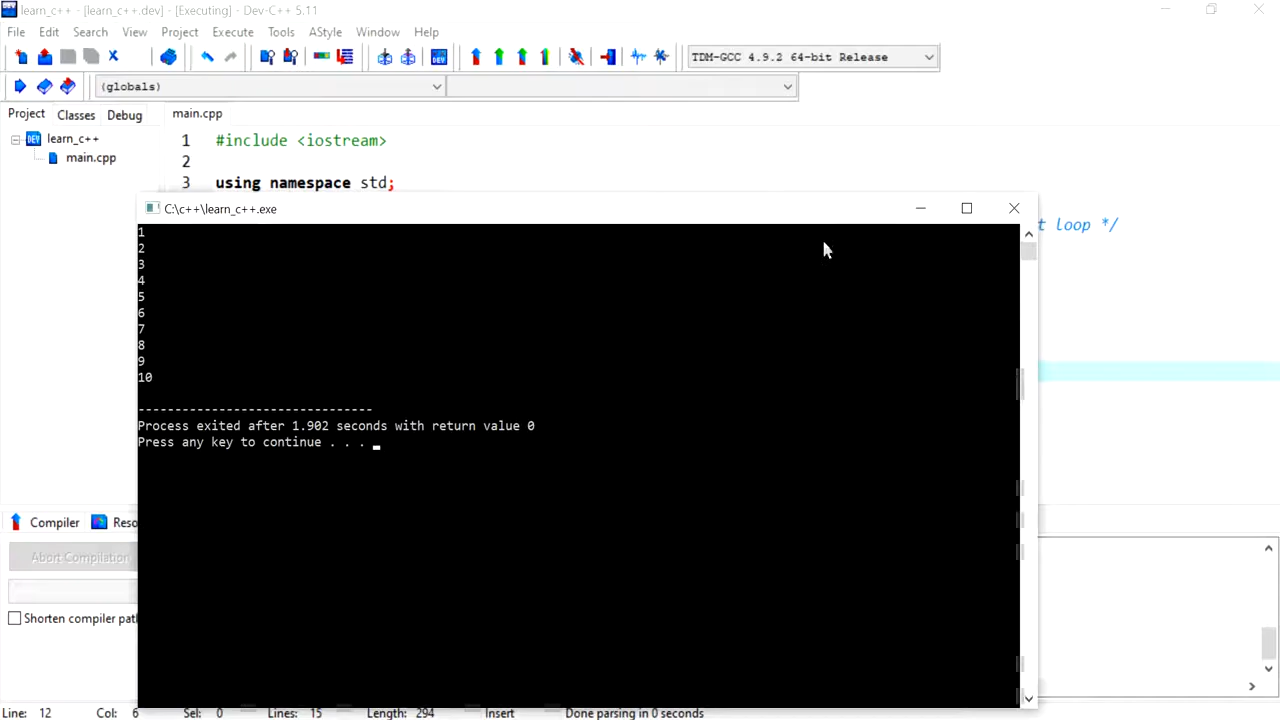 learn_c++ - [learn_c++.dev] - [Executing] - Dev-C++ 5.11
File Edit Search View Project Execute Tools AStyle Window Help
TDM-GCC 4.9.2 64-bit Release
(globals)
Project Classes Debug main.cpp
learn_c++
main.cpp
1 #include <iostream>
2
3 using namespace std;
t loop */
C:\c++\learn_c++.exe
1
2
3
4
5
6
7
8
9
10
--------------------------------
Process exited after 1.902 seconds with return value 0
Press any key to continue . . .
Compiler Reso
Abort Compilation
Shorten compiler pat
Line: 12 Col: 6 Sel: 0 Lines: 15 Length: 294 Insert Done parsing in 0 seconds